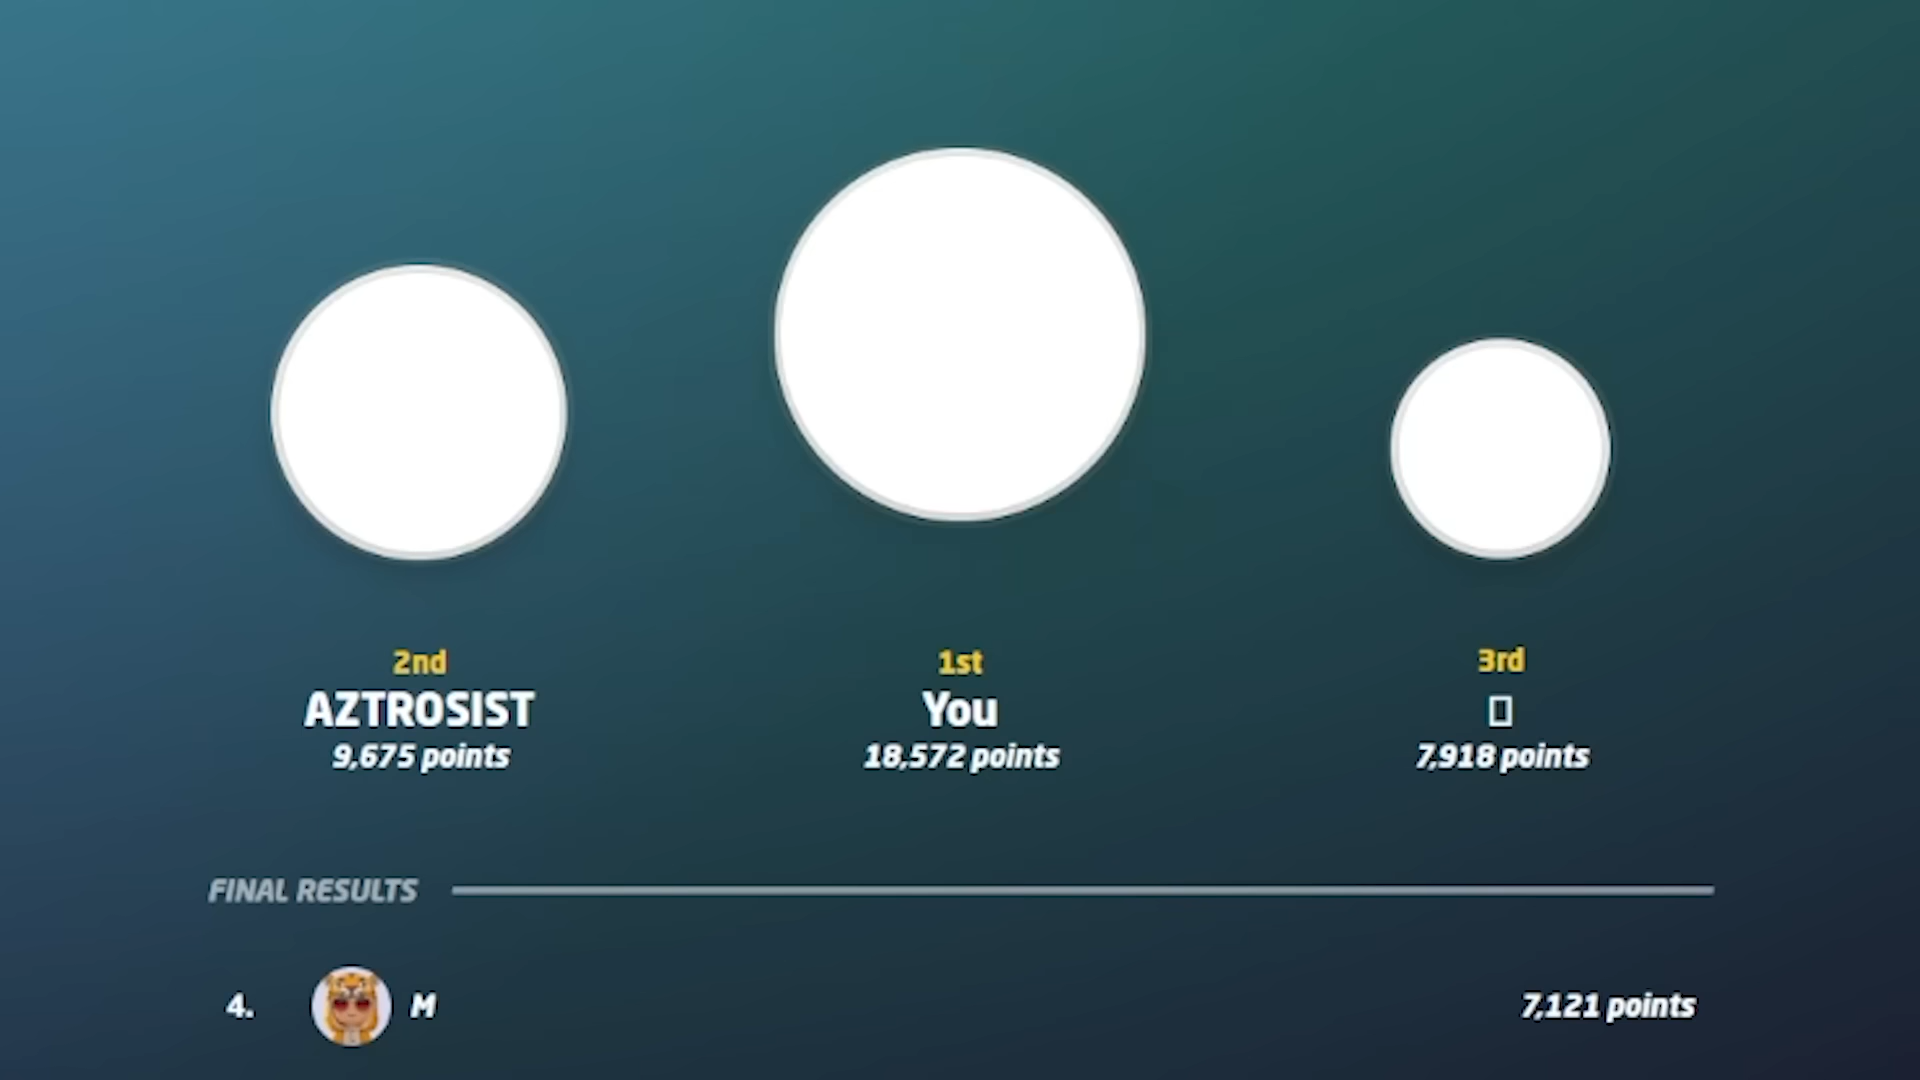 2nd
AZTROSIST
9,675 points
1st
You
18,572 points
3rd
7,918 points
FINAL RESULTS
4. M 7,121 points